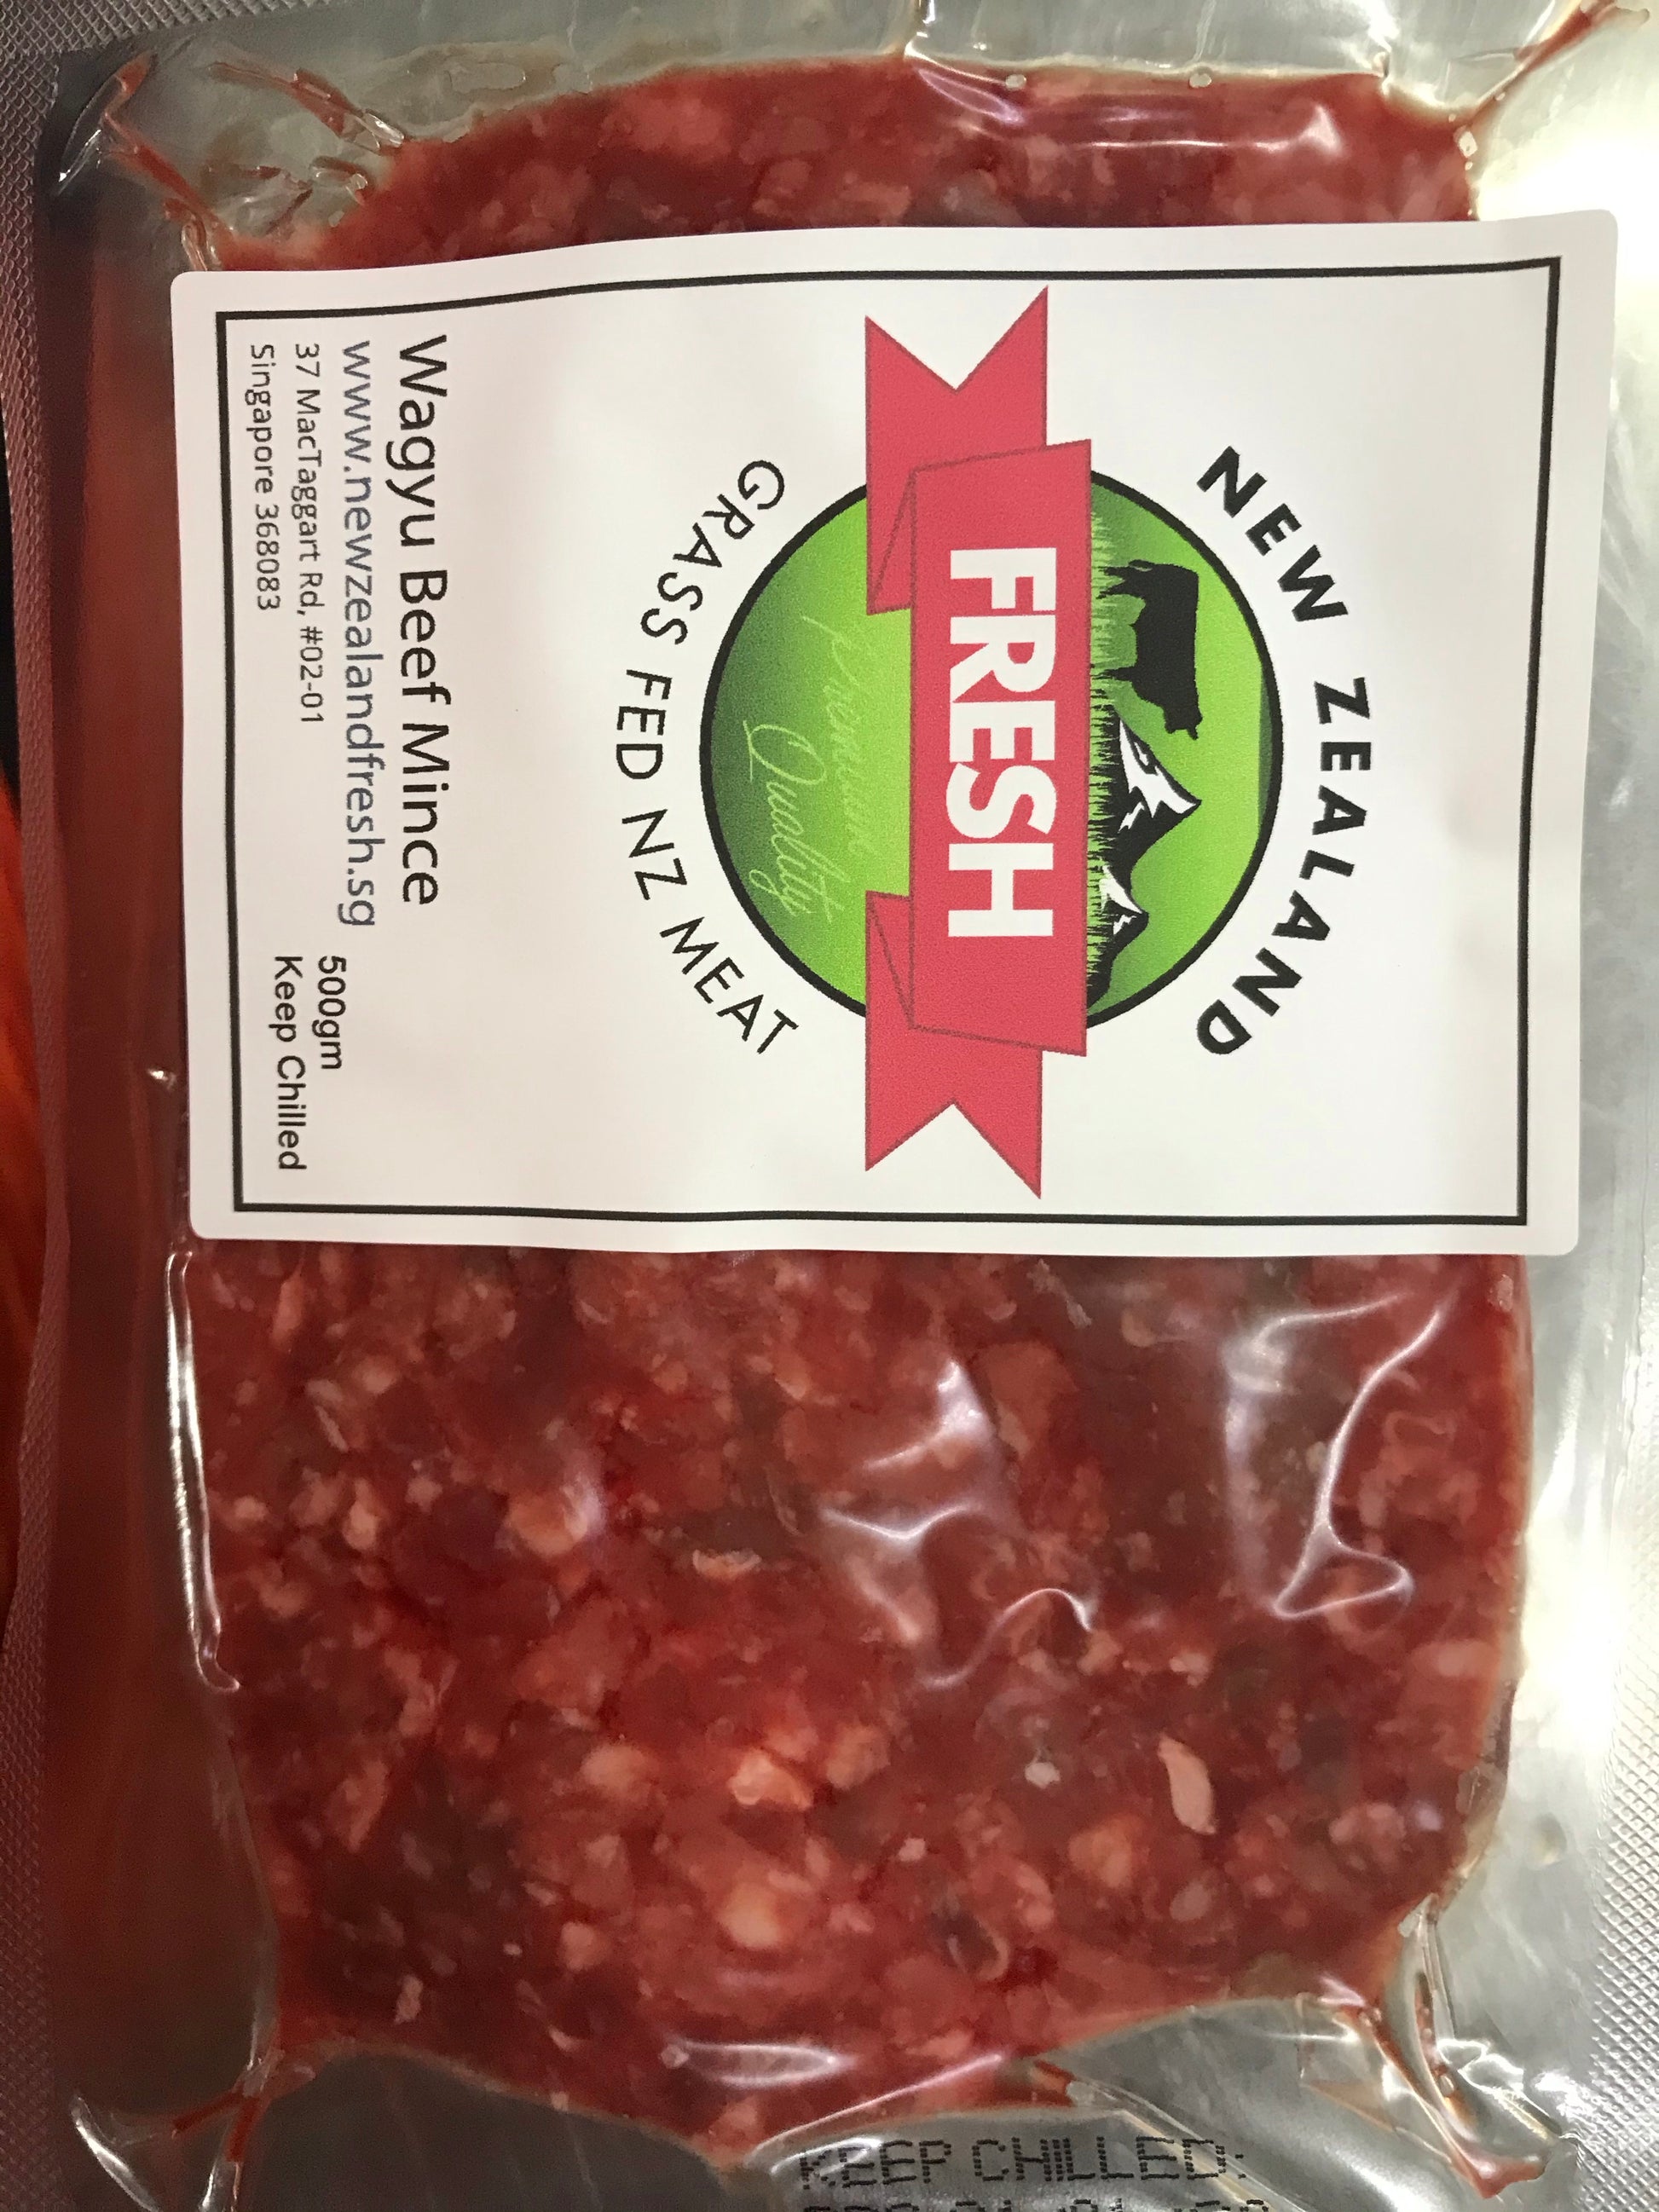 NEW ZEALAND
FRESH
Premium
Quality
GRASS FED NZ MEAT
Wagyu Beef Mince
www.newzealandfresh.sg
37 MacTaggart Rd, #02-01
Singapore 368083
500gm
Keep Chilled
KEEP CHILLED: